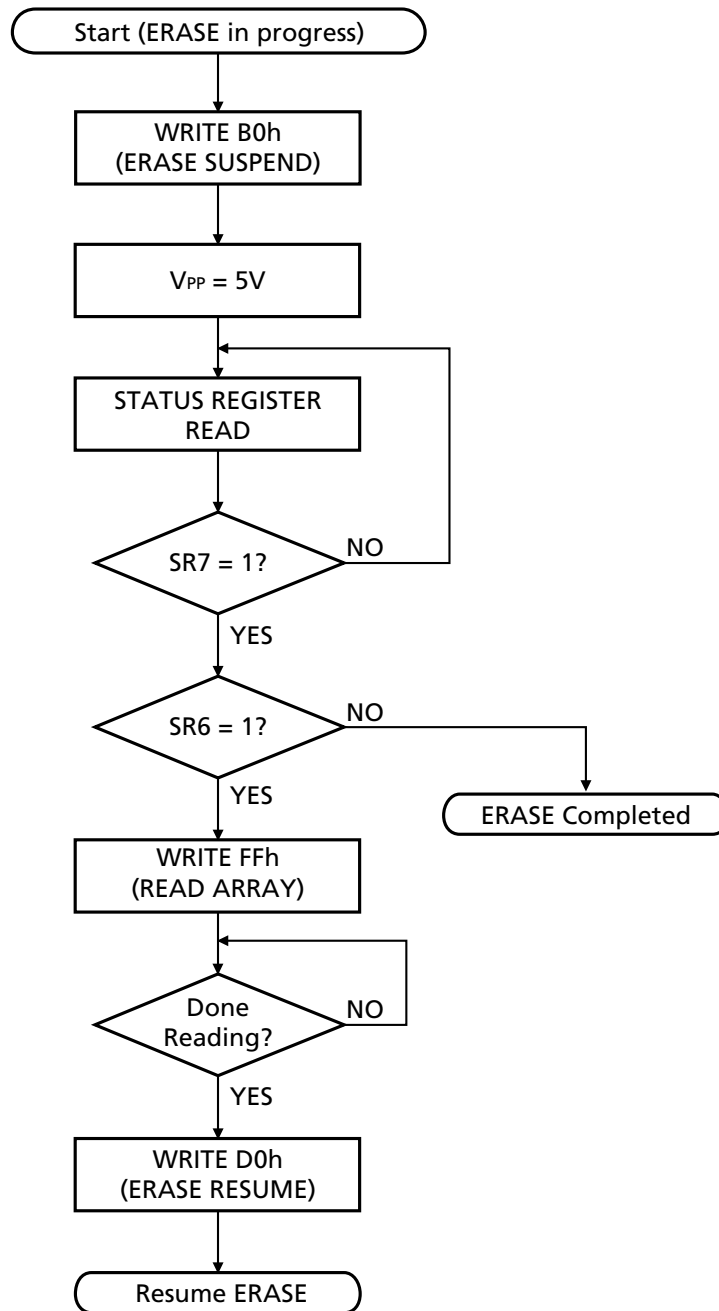 Start (ERASE in progress)
WRITE B0h
(ERASE SUSPEND)
VPP = 5V
STATUS REGISTER
READ
SR7 = 1?
NO
YES
SR6 = 1?
NO
YES
ERASE Completed
WRITE FFh
(READ ARRAY)
Done
Reading?
NO
YES
WRITE D0h
(ERASE RESUME)
Resume ERASE